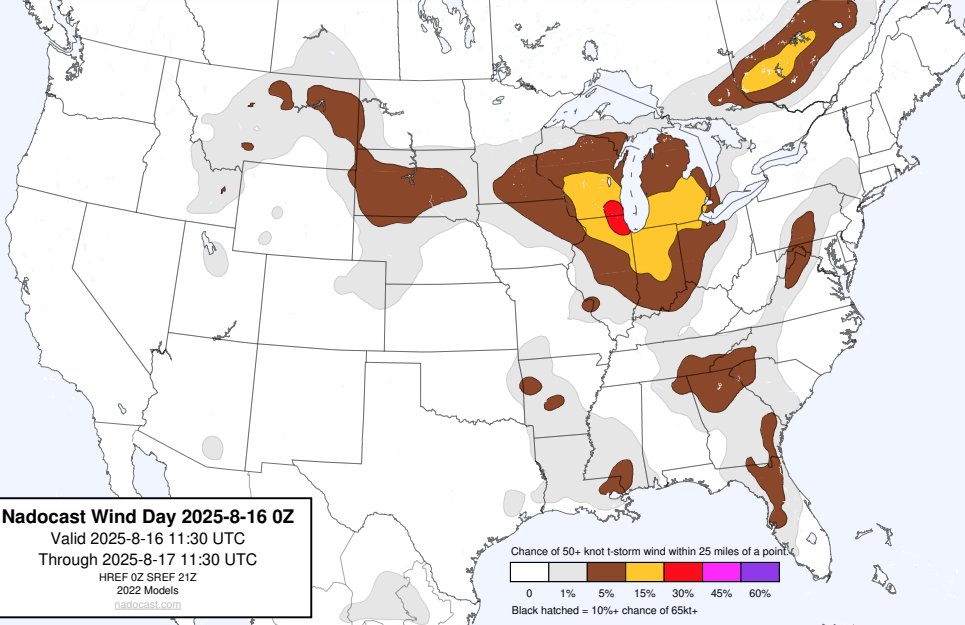 Nadocast Wind Day 2025-8-16 0Z
Valid 2025-8-16 11:30 UTC
Through 2025-8-17 11:30 UTC
HREF 0Z SREF 21Z
2022 Models
nadocast.com
Chance of 50+ knot t-storm wind within 25 miles of a point.
0 1% 5% 15% 30% 45% 60%
Black hatched = 10%+ chance of 65kt+